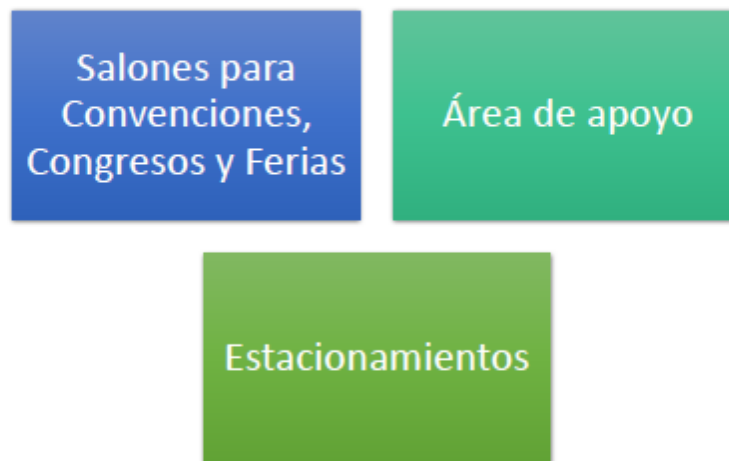 Salones para
Convenciones,
Congresos y Ferias
Área de apoyo
Estacionamientos